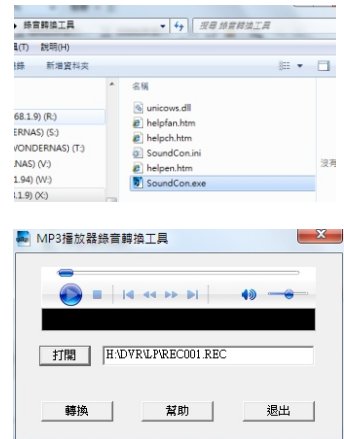 錄音轉換工具
搜尋 錄音轉換工具
(T) 說明(H)
新增資料夾
名稱
unicows.dll
68.1.9) (R:)
helpfan.htm
ERNAS) (S:)
helpch.htm
VONDERNAS) (T:)
SoundCon.ini
NAS) (V:)
沒有
helpen.htm
1.94) (W:)
SoundCon.exe
.1.9) (X:)
MP3播放器錄音轉換工具
打開 H:\DVR\LP\REC001.REC
轉換 幫助 退出